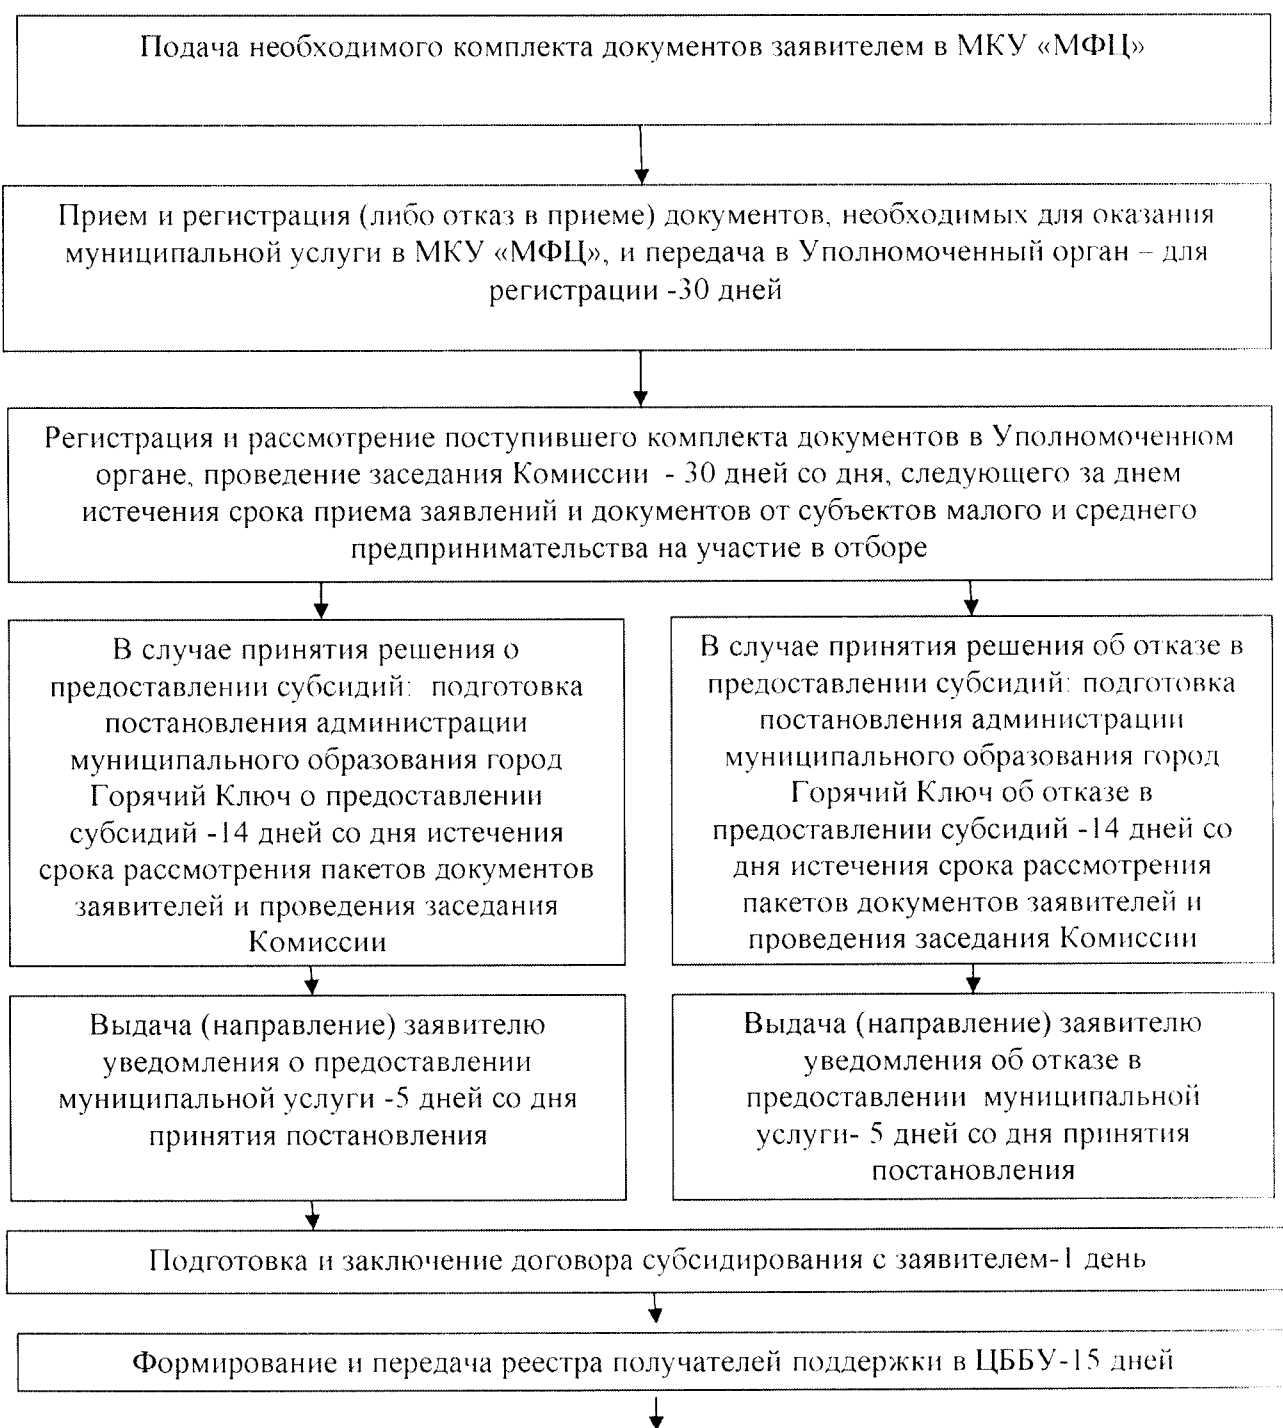 Подача необходимого комплекта документов заявителем в МКУ «МФЦ»
Прием и регистрация (либо отказ в приеме) документов, необходимых для оказания
муниципальной услуги в МКУ «МФЦ», и передача в Уполномоченный орган – для
регистрации -30 дней
Регистрация и рассмотрение поступившего комплекта документов в Уполномоченном
органе, проведение заседания Комиссии - 30 дней со дня, следующего за днем
истечения срока приема заявлений и документов от субъектов малого и среднего
предпринимательства на участие в отборе
В случае принятия решения о
предоставлении субсидий: подготовка
постановления администрации
муниципального образования город
Горячий Ключ о предоставлении
субсидий -14 дней со дня истечения
срока рассмотрения пакетов документов
заявителей и проведения заседания
Комиссии
В случае принятия решения об отказе в
предоставлении субсидий: подготовка
постановления администрации
муниципального образования город
Горячий Ключ об отказе в
предоставлении субсидий -14 дней со
дня истечения срока рассмотрения
пакетов документов заявителей и
проведения заседания Комиссии
Выдача (направление) заявителю
уведомления о предоставлении
муниципальной услуги -5 дней со дня
принятия постановления
Выдача (направление) заявителю
уведомления об отказе в
предоставлении муниципальной
услуги- 5 дней со дня принятия
постановления
Подготовка и заключение договора субсидирования с заявителем-1 день
Формирование и передача реестра получателей поддержки в ЦББУ-15 дней